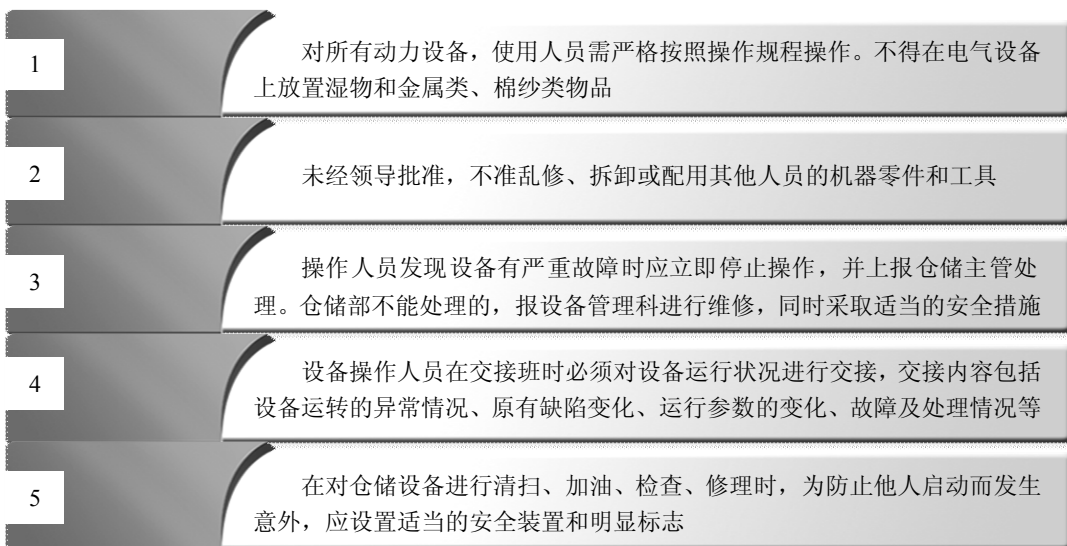 1
对所有动力设备，使用人员需严格按照操作规程操作。不得在电气设备
上放置湿物和金属类、棉纱类物品
2
未经领导批准，不准乱修、拆卸或配用其他人员的机器零件和工具
3
操作人员发现设备有严重故障时应立即停止操作，并上报仓储主管处
理。仓储部不能处理的，报设备管理科进行维修，同时采取适当的安全措施
4
设备操作人员在交接班时必须对设备运行状况进行交接，交接内容包括
设备运转的异常情况、原有缺陷变化、运行参数的变化、故障及处理情况等
5
在对仓储设备进行清扫、加油、检查、修理时，为防止他人启动而发生
意外，应设置适当的安全装置和明显标志